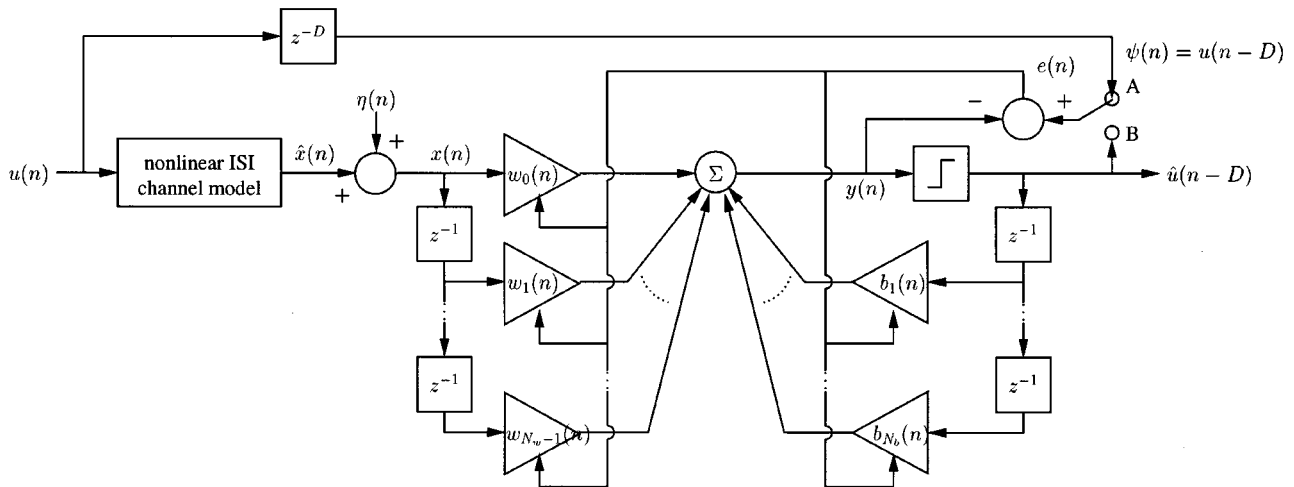 z^{-D}
ψ(n) = u(n − D)
e(n)
η(n)
−
+
A
+
B
u(n)
nonlinear ISI
channel model
x̂(n)
+
x(n)
w_0(n)
Σ
y(n)
û(n − D)
z^{-1}
z^{-1}
w_1(n)
b_1(n)
z^{-1}
z^{-1}
w_{N_w−1}(n)
b_{N_b}(n)